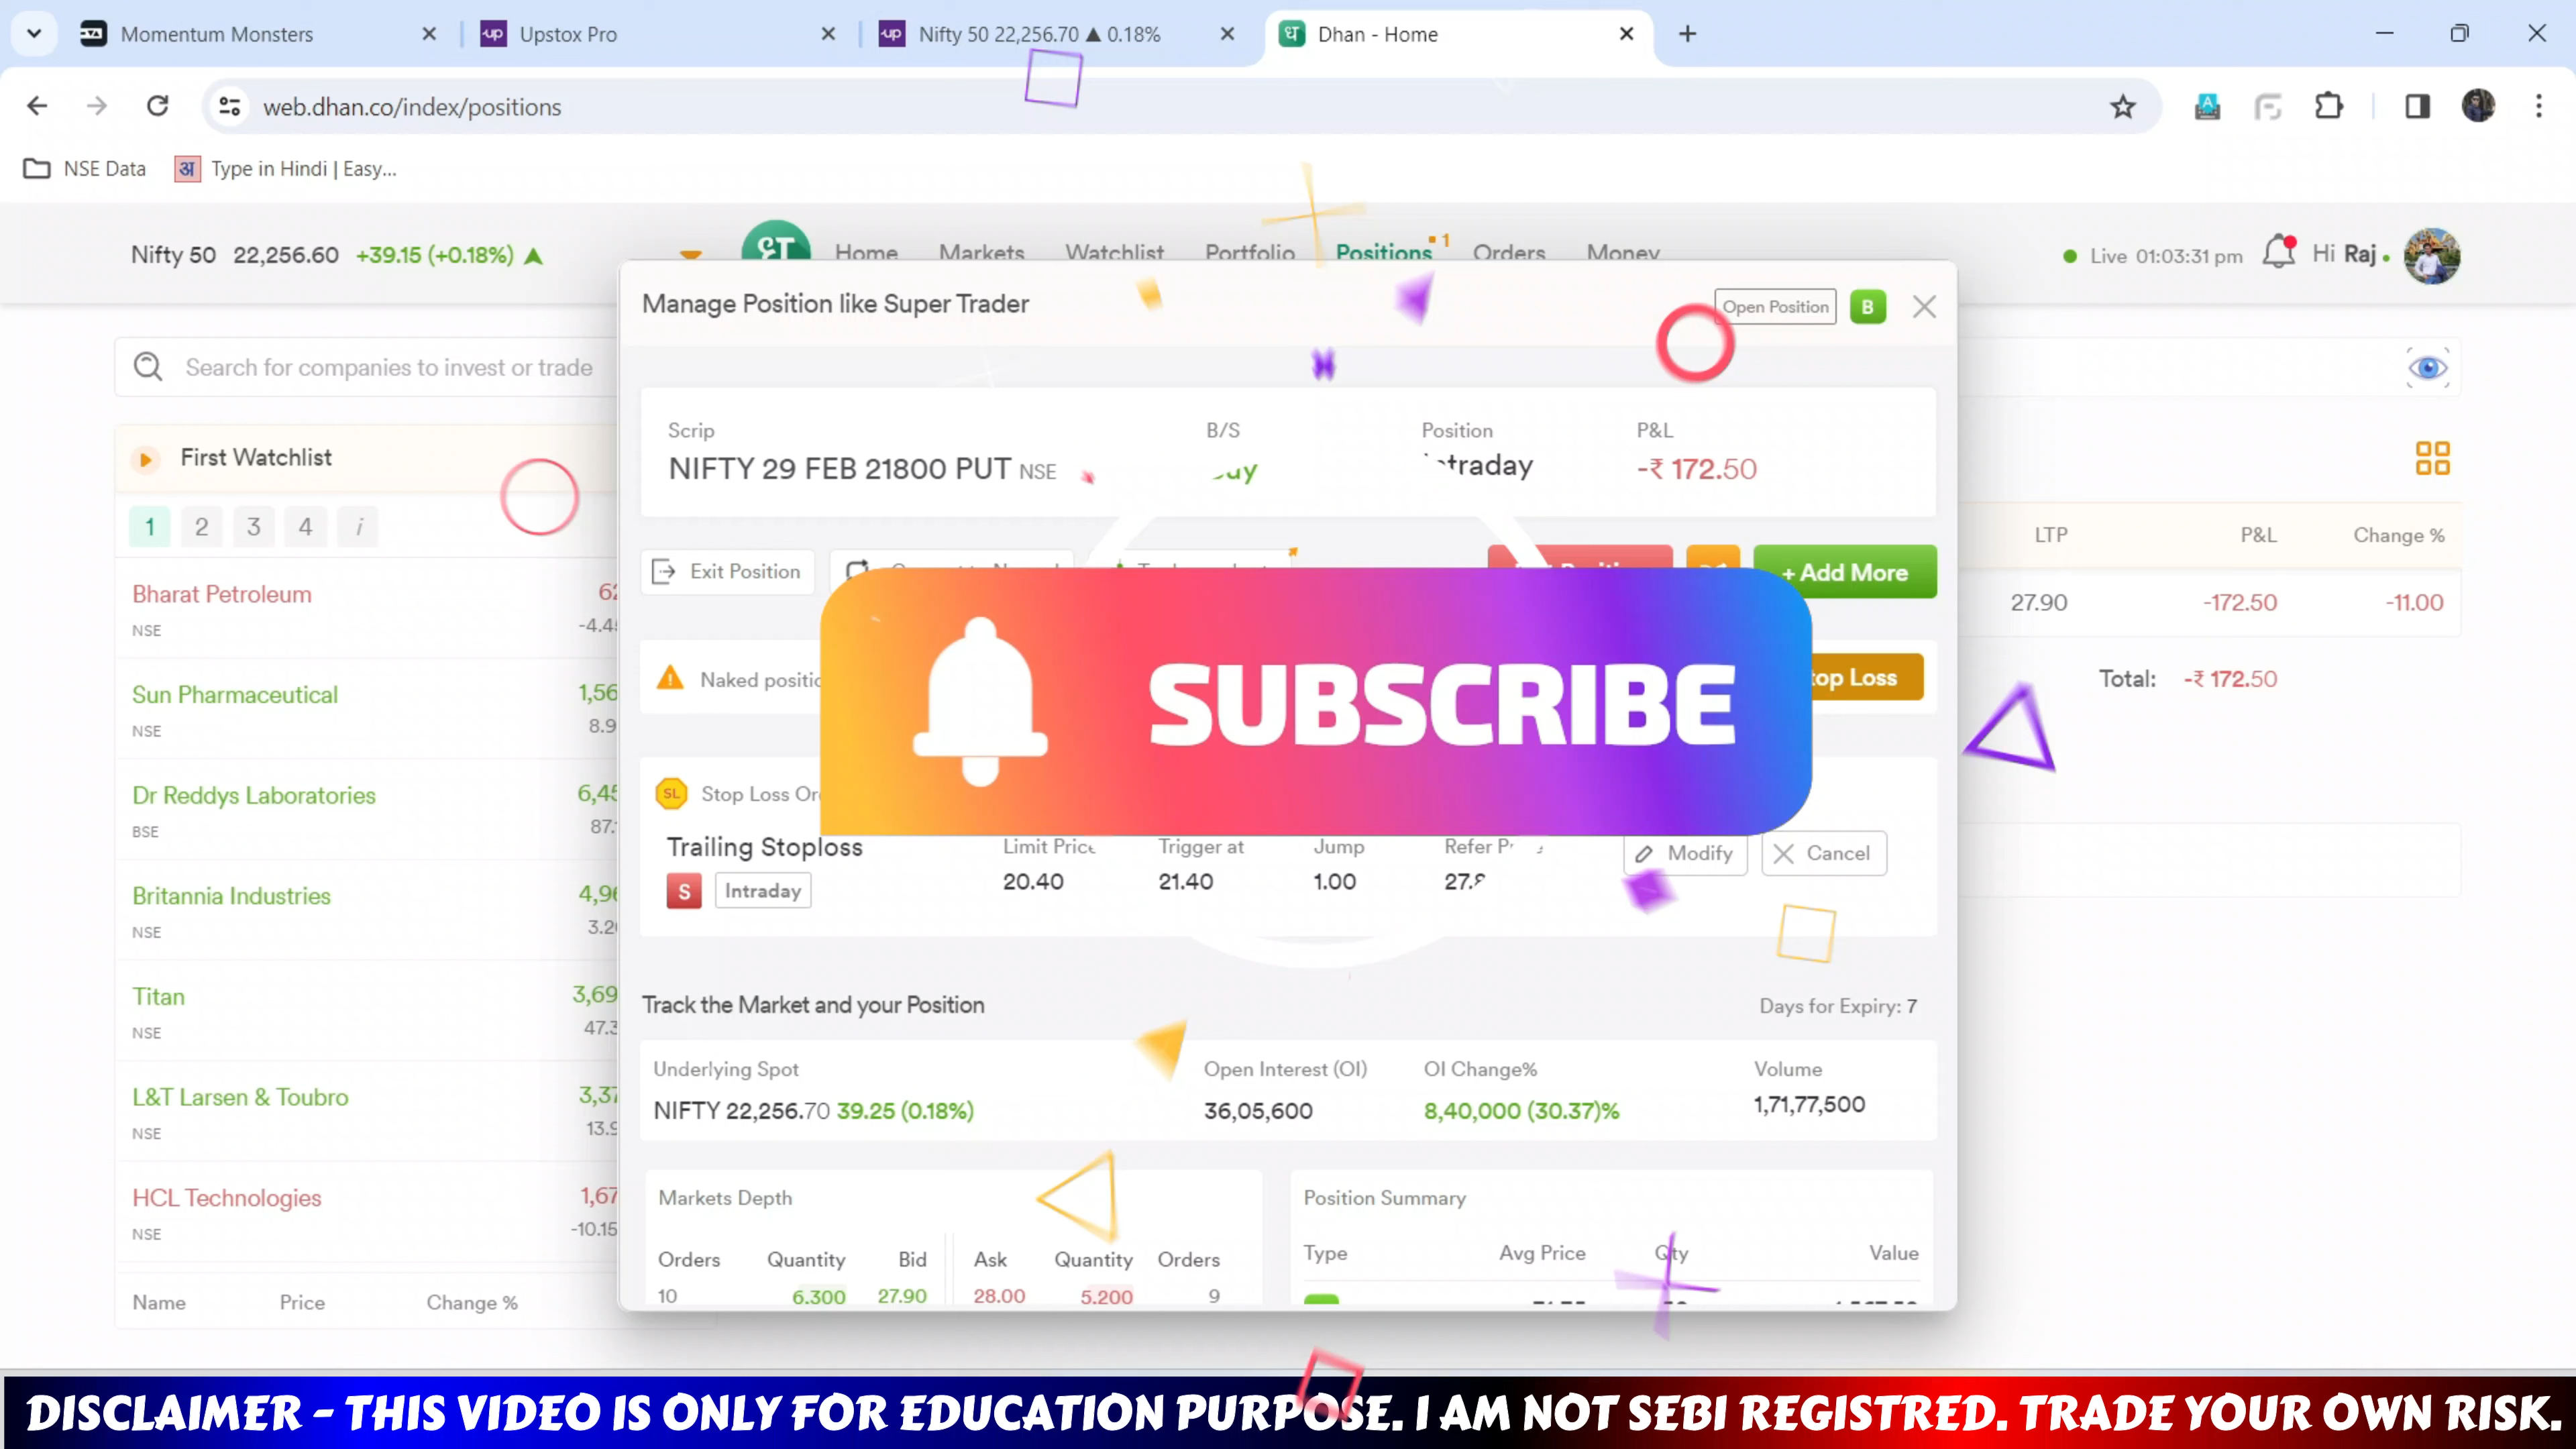 Momentum Monsters
Upstox Pro
Nifty 50 22,256.70 ▲ 0.18%
Dhan - Home
web.dhan.co/index/positions
NSE Data
अ Type in Hindi | Easy...
Nifty 50 22,256.60 +39.15 (+0.18%)
Home Markets Watchlist Portfolio Positions 1 Orders Money
Live 01:03:31 pm
Hi Raj
Manage Position like Super Trader
Open Position B
Search for companies to invest or trade
Scrip B/S Position P&L
NIFTY 29 FEB 21800 PUT NSE -₹ 172.50
First Watchlist
1 2 3 4 i
LTP P&L Change %
27.90 -172.50 -11.00
Total: -₹ 172.50
Exit Position
+ Add More
Naked
SUBSCRIBE
Loss
SL Stop Loss
Trailing Stoploss
S Intraday
Limit Trigger at Jump Refer
20.40 21.40 1.00
Modify Cancel
Bharat Petroleum
NSE
Sun Pharmaceutical
NSE
Dr Reddys Laboratories
BSE
Britannia Industries
NSE
Titan
NSE
L&T Larsen & Toubro
NSE
HCL Technologies
NSE
Name Price Change %
Track the Market and your Position
Days for Expiry: 7
Underlying Spot Open Interest (OI) OI Change% Volume
NIFTY 22,256.70 39.25 (0.18%) 36,05,600 8,40,000 (30.37)% 1,71,77,500
Markets Depth
Orders Quantity Bid Ask Quantity Orders
10 6,300 27.90 28.00 5,200 9
Position Summary
Type Avg Price Qty Value
DISCLAIMER - THIS VIDEO IS ONLY FOR EDUCATION PURPOSE. I AM NOT SEBI REGISTRED. TRADE YOUR OWN RISK.